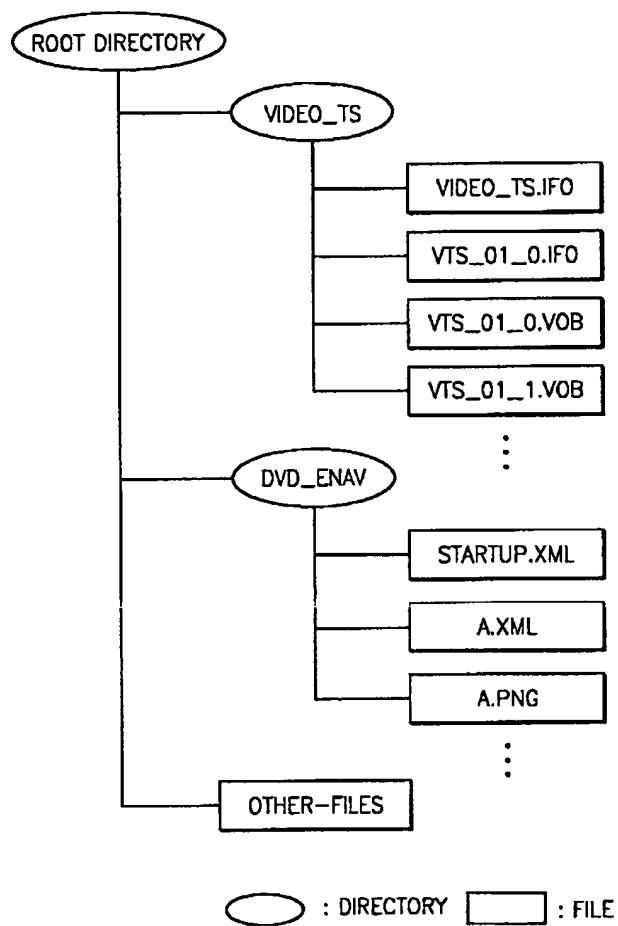 ROOT DIRECTORY
VIDEO_TS
VIDEO_TS.IFO
VTS_01_0.IFO
VTS_01_0.VOB
VTS_01_1.VOB
DVD_ENAV
STARTUP.XML
A.XML
A.PNG
OTHER-FILES
: DIRECTORY : FILE